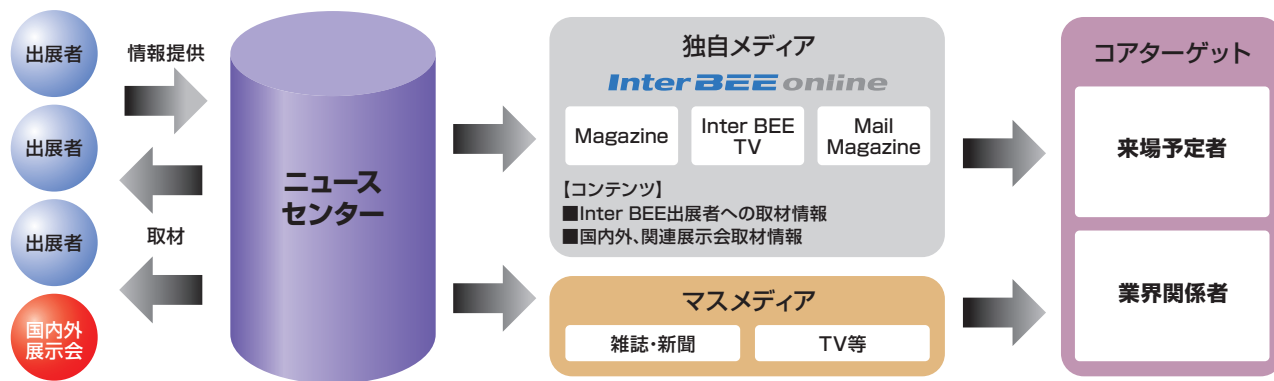 出展者
出展者
出展者
国内外
展示会
情報提供
取材
ニュース
センター
独自メディア
Inter BEE online
Magazine
Inter BEE
TV
Mail
Magazine
【コンテンツ】
■Inter BEE出展者への取材情報
■国内外、関連展示会取材情報
マスメディア
雑誌・新聞
TV等
コアターゲット
来場予定者
業界関係者